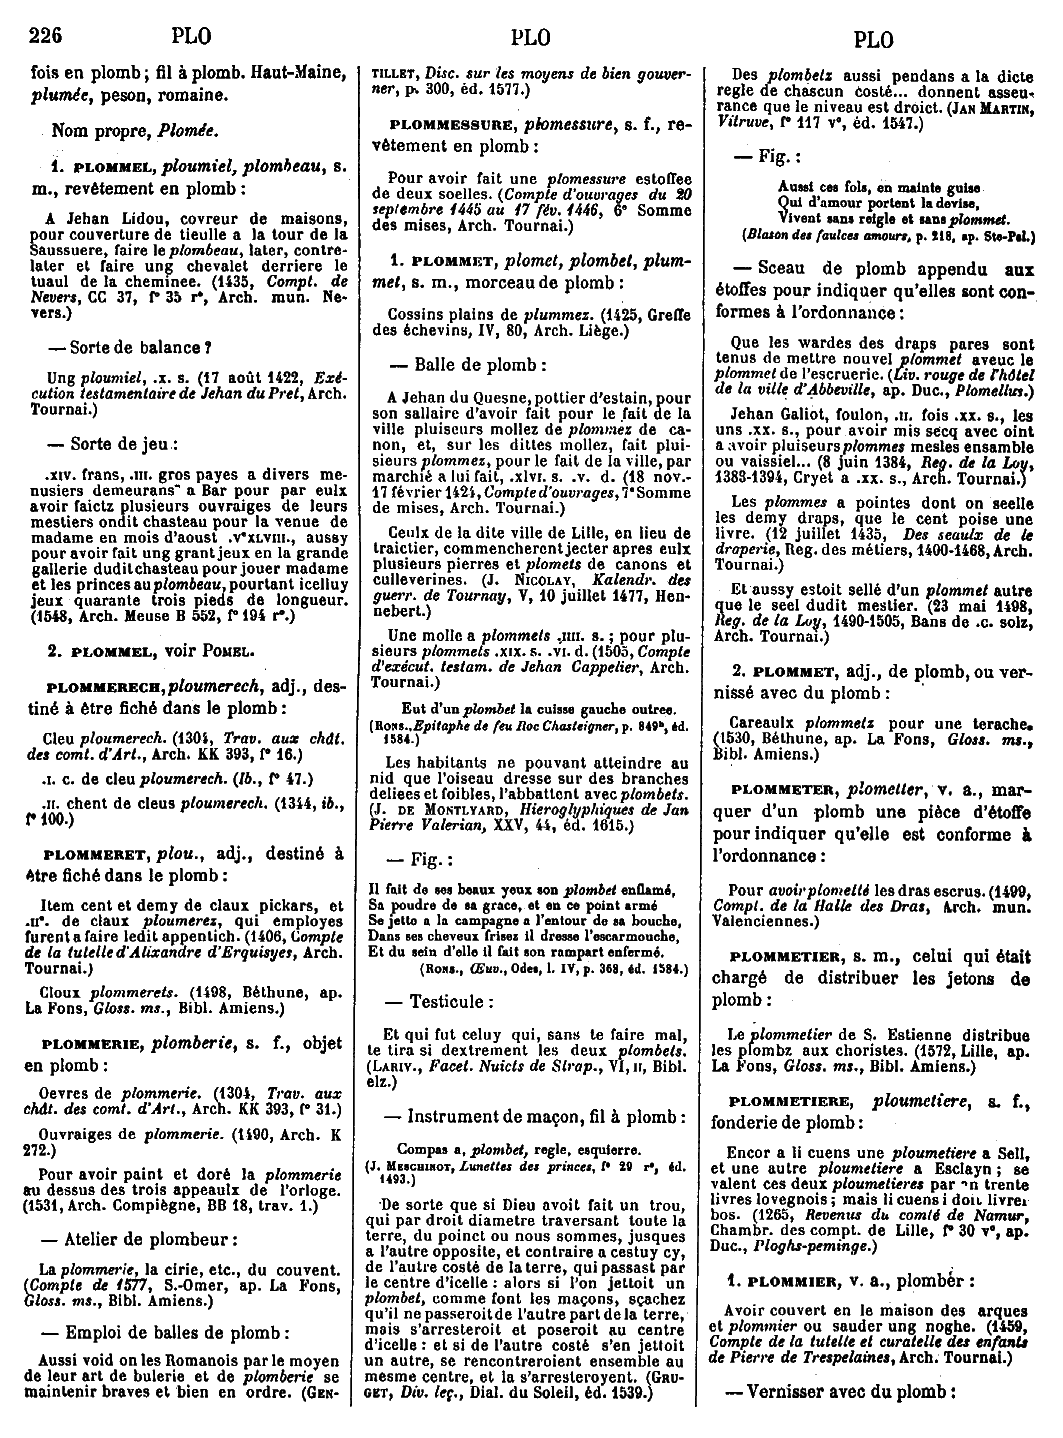 226 PLO PLO PLO
fois en plomb ; fil à plomb. Haut-Maine,
plumée, peson, romaine.
Nom propre, Plomée.
1. PLOMMEL, ploumiel, plombeau, s.
m., revêtement en plomb :
A Jehan Lidou, covreur de maisons,
pour couverture de tieulle a la tour de la
Saussuere, faire le plombeau, later, contre-
later et faire ung chevalet derriere le
tuaul de la cheminee. (1435, Compt. de
Nevers, CC 37, f° 35 r°, Arch. mun. Ne-
vers.)
— Sorte de balance ?
Ung ploumiel, .x. s. (17 août 1422, Exé-
cution testamentaire de Jehan du Pret, Arch.
Tournai.)
— Sorte de jeu :
.XIV. frans, .III. gros payes a divers me-
nusiers demeurans a Bar pour par eulx
avoir faictz plusieurs ouvraiges de leurs
mestiers ondit chasteau pour la venue de
madame en mois d'aoust .VᶜXLVIII., aussy
pour avoir fait ung grant jeux en la grande
gallerie dudit chasteau pour jouer madame
et les princes au plombeau, pourtant icelluy
jeux quarante trois pieds de longueur.
(1548, Arch. Meuse B 552, f° 194 r°.)
2. PLOMMEL, voir POMEL.
PLOMMERECH, ploumerech, adj., des-
tiné à être fiché dans le plomb :
Cleu ploumerech. (1304, Trav. aux chât.
des comt. d'Art., Arch. KK 393, f° 16.)
.I. c. de cleu ploumerech. (Ib., f° 47.)
.II. chent de cleus ploumerech. (1344, ib.,
f° 100.)
PLOMMERET, plou., adj., destiné à
être fiché dans le plomb :
Item cent et demy de claux pickars, et
.IIᶜ. de claux ploumerez, qui employes
furent a faire ledit appentich. (1406, Compte
de la tutelle d'Alixandre d'Erquisyes, Arch.
Tournai.)
Cloux plommerets. (1498, Béthune, ap.
La Fons, Gloss. ms., Bibl. Amiens.)
PLOMMERIE, plomberie, s. f., objet
en plomb :
Oevres de plommerie. (1304, Trav. aux
chât. des comt. d'Art., Arch. KK 393, f° 31.)
Ouvraiges de plommerie. (1490, Arch. K
272.)
Pour avoir paint et doré la plommerie
au dessus des trois appeaulx de l'orloge.
(1531, Arch. Compiègne, BB 18, trav. 1.)
— Atelier de plombeur :
La plommerie, la cirie, etc., du couvent.
(Compte de 1577, S.-Omer, ap. La Fons,
Gloss. ms., Bibl. Amiens.)
— Emploi de balles de plomb :
Aussi void on les Romanois par le moyen
de leur art de bulerie et de plomberie se
maintenir braves et bien en ordre. (GEN-
TILLET, Disc. sur les moyens de bien gouver-
ner, p. 300, éd. 1577.)
PLOMMESSURE, plomessure, s. f., re-
vêtement en plomb :
Pour avoir fait une plomessure estoffee
de deux soelles. (Compte d'ouvrages du 20
septembre 1445 au 17 fév. 1446, 6° Somme
des mises, Arch. Tournai.)
1. PLOMMET, plomet, plombet, plum-
met, s. m., morceau de plomb :
Cossins plains de plummez. (1425, Greffe
des échevins, IV, 80, Arch. Liège.)
— Balle de plomb :
A Jehan du Quesne, pottier d'estain, pour
son sallaire d'avoir fait pour le fait de la
ville pluiseurs mollez de plommez de ca-
non, et, sur les dittes mollez, fait plui-
sieurs plommez, pour le fait de la ville, par
marchié a lui fait, .XLVI. s. .V. d. (18 nov.-
17 février 1424, Compte d'ouvrages, 7° Somme
de mises, Arch. Tournai.)
Ceulx de la dite ville de Lille, en lieu de
traictier, commencherent jecter apres eulx
plusieurs pierres et plomets de canons et
culleverines. (J. NICOLAY, Kalendr. des
guerr. de Tournay, V, 10 juillet 1477, Hen-
nebert.)
Une molle a plommets .IIII. s. ; pour plu-
sieurs plommels .XIX. s. .VI. d. (1505, Compte
d'exécut. testam. de Jehan Cappelier, Arch.
Tournai.)
Eut d'un plombet la cuisse gauche outree.
(RONS., Epitaphe de feu Roc Chasteigner, p. 849ᵇ, éd.
1584.)
Les habitants ne pouvant atteindre au
nid que l'oiseau dresse sur des branches
deliees et foibles, l'abbattent avec plombets.
(J. DE MONTLYARD, Hieroglyphiques de Jan
Pierre Valerian, XXV, 44, éd. 1615.)
— Fig. :
Il fait de ses beaux yeux son plombet enflamé,
Sa poudre de sa grace, et en ce point armé
Se jette a la campagne a l'entour de sa bouche,
Dans ses cheveux frisez il dresse l'escarmouche,
Et du sein d'elle il fait son rampart enfermé.
(RONS., Œuv., Odes, l. IV, p. 368, éd. 1584.)
— Testicule :
Et qui fut celuy qui, sans te faire mal,
te tira si dextrement les deux plombets.
(LARIV., Facet. Nuicts de Strap., VI, II, Bibl.
elz.)
— Instrument de maçon, fil à plomb :
Compas a, plombet, regle, esquierre.
(J. MESCHINOT, Lunettes des princes, f° 29 r°, éd.
1493.)
De sorte que si Dieu avoit fait un trou,
qui par droit diametre traversant toute la
terre, du poinct ou nous sommes, jusques
a l'autre opposite, et contraire a cestuy cy,
de l'autre costé de la terre, qui passast par
le centre d'icelle : alors si l'on jettoit un
plombet, comme font les maçons, sçachez
qu'il ne passeroit de l'autre part de la terre,
mais s'arresteroit et poseroit au centre
d'icelle : et si de l'autre costé s'en jettoit
un autre, se rencontreroient ensemble au
mesme centre, et la s'arresteroyent. (GRU-
GET, Div. leç., Dial. du Soleil, éd. 1539.)
Des plombetz aussi pendans a la dicte
regle de chascun costé... donnent asseu-
rance que le niveau est droict. (JAN MARTIN,
Vitruve, f° 117 v°, éd. 1547.)
— Fig. :
Aussi ces fols, en mainte guise
Qui d'amour portent la devise,
Vivent sans reigle et sans plommet.
(Blason des faulces amours, p. 218, ap. Ste-Pal.)
— Sceau de plomb appendu aux
étoffes pour indiquer qu'elles sont con-
formes à l'ordonnance :
Que les wardes des draps pares sont
tenus de mettre nouvel plommet aveuc le
plommet de l'escruerie. (Liv. rouge de l'hôtel
de la ville d'Abbeville, ap. Duc., Plomellus.)
Jehan Galiot, foulon, .II. fois .XX. s., les
uns .XX. s., pour avoir mis secq avec oint
a avoir pluiseurs plommes mesles ensamble
ou vaissiel... (8 juin 1384, Reg. de la Loy,
1383-1394, Cryet a .XX. s., Arch. Tournai.)
Les plommes a pointes dont on seelle
les demy draps, que le cent poise une
livre. (12 juillet 1435, Des seaulx de le
draperie, Reg. des métiers, 1400-1468, Arch.
Tournai.)
Et aussy estoit sellé d'un plommet autre
que le seel dudit mestier. (23 mai 1498,
Reg. de la Loy, 1490-1505, Bans de .c. solz,
Arch. Tournai.)
2. PLOMMET, adj., de plomb, ou ver-
nissé avec du plomb :
Careaulx plommetz pour une terache.
(1530, Béthune, ap. La Fons, Gloss. ms.,
Bibl. Amiens.)
PLOMMETER, plometter, v. a., mar-
quer d'un plomb une pièce d'étoffe
pour indiquer qu'elle est conforme à
l'ordonnance :
Pour avoir plometté les dras escrus. (1499,
Compt. de la Halle des Dras, Arch. mun.
Valenciennes.)
PLOMMETIER, s. m., celui qui était
chargé de distribuer les jetons de
plomb :
Le plommetier de S. Estienne distribue
les plombz aux choristes. (1572, Lille, ap.
La Fons, Gloss. ms., Bibl. Amiens.)
PLOMMETIERE, ploumetiere, s. f.,
fonderie de plomb :
Encor a li cuens une ploumetiere a Sell,
et une autre ploumetiere a Esclayn ; se
valent ces deux ploumetieres par an trente
livres lovegnois ; mais li cuens i doit livrer
bos. (1265, Revenus du comté de Namur,
Chambr. des compt. de Lille, f° 30 v°, ap.
Duc., Ploghs-peminge.)
1. PLOMMIER, v. a., plomber :
Avoir couvert en le maison des arques
et plommier ou sauder ung noghe. (1459,
Compte de la tutelle et curatelle des enfants
de Pierre de Trespelaines, Arch. Tournai.)
— Vernisser avec du plomb :